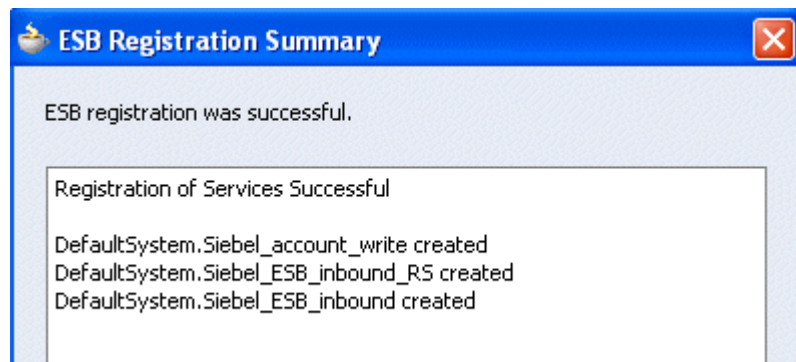 ESB Registration Summary
ESB registration was successful.
Registration of Services Successful
DefaultSystem.Siebel_account_write created
DefaultSystem.Siebel_ESB_inbound_RS created
DefaultSystem.Siebel_ESB_inbound created